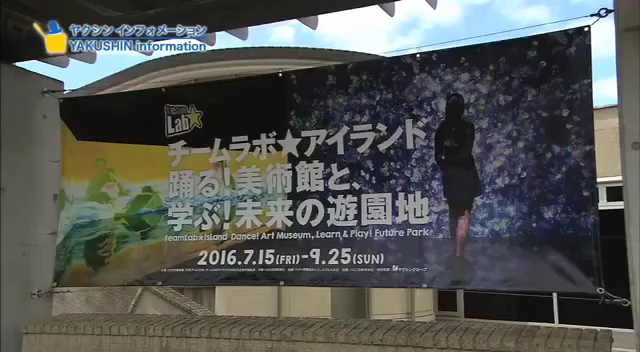 ヤクシン インフォメーション
YAKUSHIN information
team
Lab★
チームラボ★アイランド
踊る!美術館と、
学ぶ!未来の遊園地
teamLab★Island Dance! Art Museum, Learn & Play! Future Park
2016.7.15(FRI)-9.25(SUN)